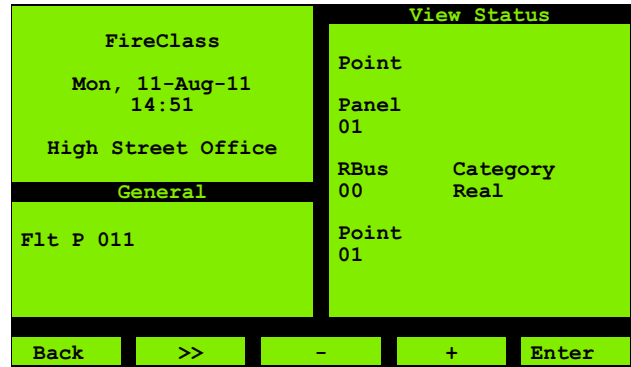 FireClass
Mon, 11-Aug-11
14:51
High Street Office
General
Flt P 011
View Status
Point
Panel
01
RBus Category
00 Real
Point
01
Back >> - + Enter